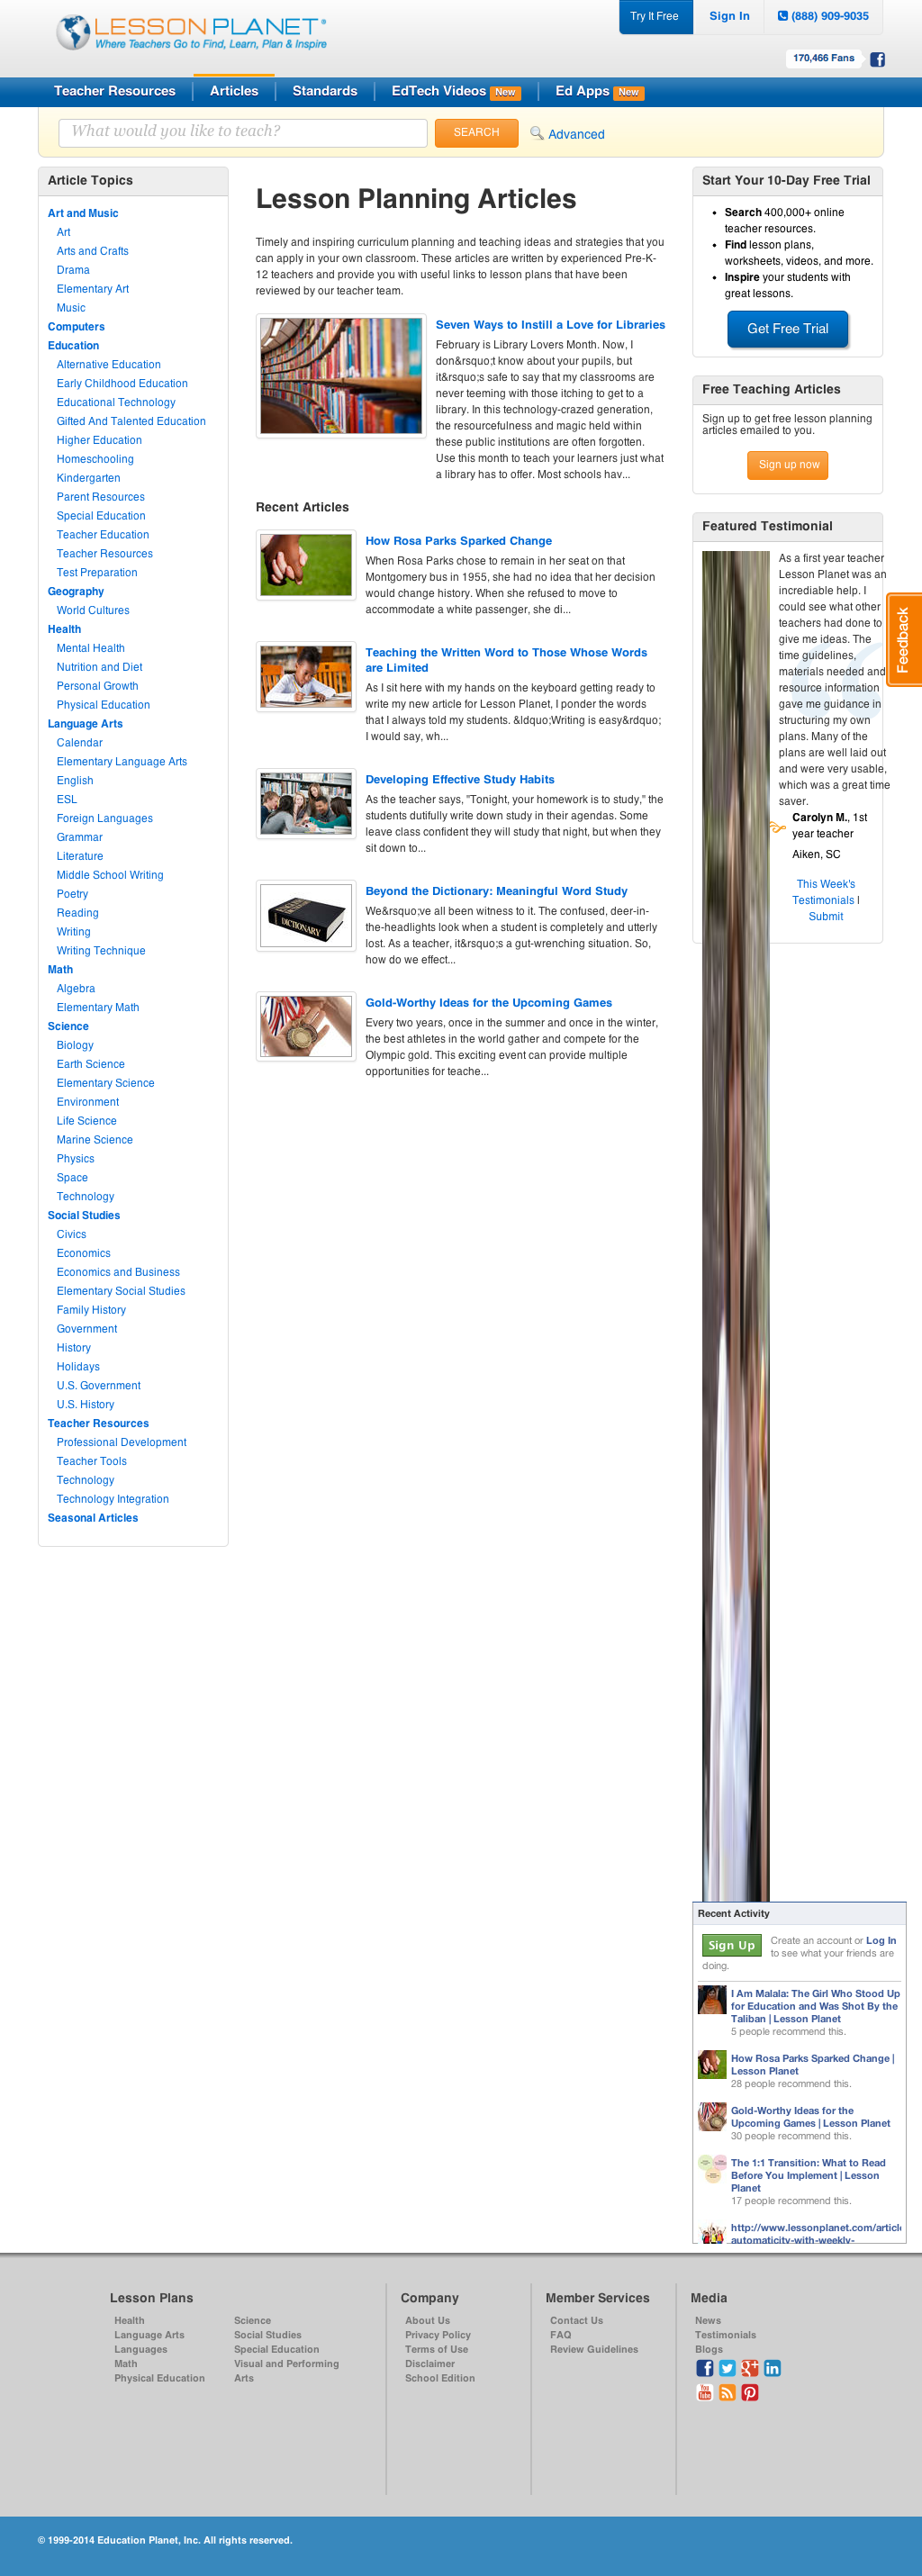 LESSONPLANET®
Where Teachers Go to Find, Learn, Plan & Inspire
Try It Free
Sign In
(888) 909-9035
170,466 Fans
Teacher Resources
Articles
Standards
EdTech Videos New
Ed Apps New
What would you like to teach?
SEARCH
Advanced
Article Topics
Art and Music
Art
Arts and Crafts
Drama
Elementary Art
Music
Computers
Education
Alternative Education
Early Childhood Education
Educational Technology
Gifted And Talented Education
Higher Education
Homeschooling
Kindergarten
Parent Resources
Special Education
Teacher Education
Teacher Resources
Test Preparation
Geography
World Cultures
Health
Mental Health
Nutrition and Diet
Personal Growth
Physical Education
Language Arts
Calendar
Elementary Language Arts
English
ESL
Foreign Languages
Grammar
Literature
Middle School Writing
Poetry
Reading
Writing
Writing Technique
Math
Algebra
Elementary Math
Science
Biology
Earth Science
Elementary Science
Environment
Life Science
Marine Science
Physics
Space
Technology
Social Studies
Civics
Economics
Economics and Business
Elementary Social Studies
Family History
Government
History
Holidays
U.S. Government
U.S. History
Teacher Resources
Professional Development
Teacher Tools
Technology
Technology Integration
Seasonal Articles
Lesson Planning Articles
Timely and inspiring curriculum planning and teaching ideas and strategies that you
can apply in your own classroom. These articles are written by experienced Pre-K-
12 teachers and provide you with useful links to lesson plans that have been
reviewed by our teacher team.
Seven Ways to Instill a Love for Libraries
February is Library Lovers Month. Now, I
don&rsquo;t know about your pupils, but
it&rsquo;s safe to say that my classrooms are
never teeming with those itching to get to a
library. In this technology-crazed generation,
the resourcefulness and magic held within
these public institutions are often forgotten.
Use this month to teach your learners just what
a library has to offer. Most schools hav...
Recent Articles
How Rosa Parks Sparked Change
When Rosa Parks chose to remain in her seat on that
Montgomery bus in 1955, she had no idea that her decision
would change history. When she refused to move to
accommodate a white passenger, she di...
Teaching the Written Word to Those Whose Words
are Limited
As I sit here with my hands on the keyboard getting ready to
write my new article for Lesson Planet, I ponder the words
that I always told my students. &ldquo;Writing is easy&rdquo;
I would say, wh...
Developing Effective Study Habits
As the teacher says, "Tonight, your homework is to study," the
students dutifully write down study in their agendas. Some
leave class confident they will study that night, but when they
sit down to...
DICTIONARY
Beyond the Dictionary: Meaningful Word Study
We&rsquo;ve all been witness to it. The confused, deer-in-
the-headlights look when a student is completely and utterly
lost. As a teacher, it&rsquo;s a gut-wrenching situation. So,
how do we effect...
Gold-Worthy Ideas for the Upcoming Games
Every two years, once in the summer and once in the winter,
the best athletes in the world gather and compete for the
Olympic gold. This exciting event can provide multiple
opportunities for teache...
Start Your 10-Day Free Trial
• Search 400,000+ online
teacher resources.
• Find lesson plans,
worksheets, videos, and more.
• Inspire your students with
great lessons.
Get Free Trial
Free Teaching Articles
Sign up to get free lesson planning
articles emailed to you.
Sign up now
Featured Testimonial
As a first year teacher
Lesson Planet was an
increadible help. I
could see what other
teachers had done to
give me ideas. The
time guidelines,
materials needed and
resource information
gave me guidance in
structuring my own
plans. Many of the
plans are well laid out
and were very usable,
which was a great time
saver.
Carolyn M., 1st
year teacher
Aiken, SC
This Week's
Testimonials |
Submit
Feedback
Recent Activity
Sign Up
Create an account or Log In
to see what your friends are
doing.
I Am Malala: The Girl Who Stood Up
for Education and Was Shot By the
Taliban | Lesson Planet
5 people recommend this.
How Rosa Parks Sparked Change |
Lesson Planet
28 people recommend this.
Gold-Worthy Ideas for the
Upcoming Games | Lesson Planet
30 people recommend this.
The 1:1 Transition: What to Read
Before You Implement | Lesson
Planet
17 people recommend this.
http://www.lessonplanet.com/article
automaticity-with-weekly-
Lesson Plans
Health
Language Arts
Languages
Math
Physical Education
Science
Social Studies
Special Education
Visual and Performing
Arts
Company
About Us
Privacy Policy
Terms of Use
Disclaimer
School Edition
Member Services
Contact Us
FAQ
Review Guidelines
Media
News
Testimonials
Blogs
© 1999-2014 Education Planet, Inc. All rights reserved.